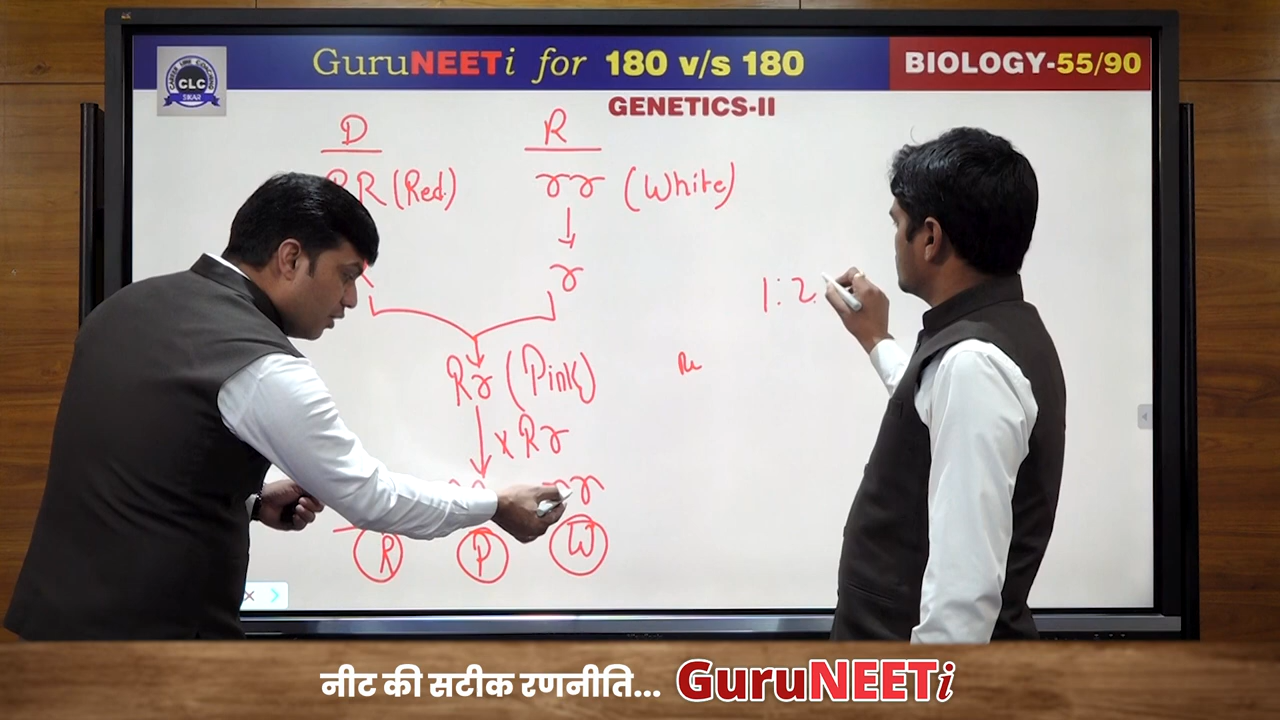 GuruNEETi for 180 v/s 180
BIOLOGY-55/90
CLC
SIKAR
GENETICS-II
D R
RR (Red) rr (White)
r
1:2
Rr (Pink)
x Rr
rr
R P W
नीट की सटीक रणनीति... GuruNEETi